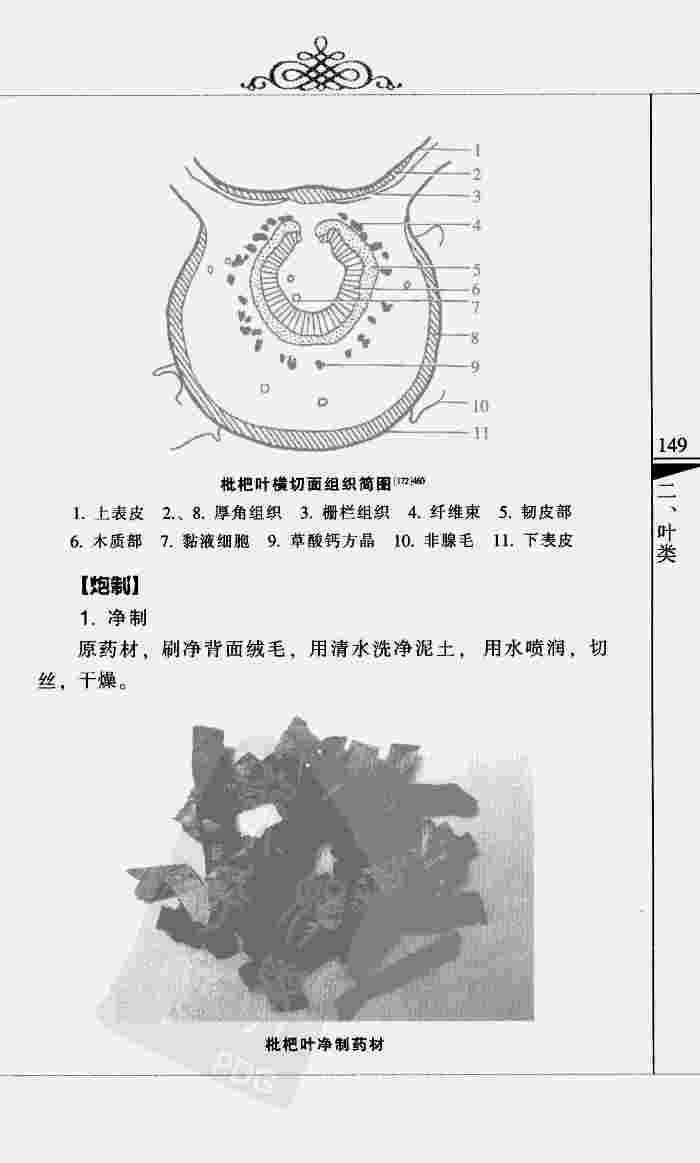 1
2
3
4
5
6
7
8
9
10
11
枇杷叶横切面组织简图[172]460
1. 上表皮 2.、8. 厚角组织 3. 栅栏组织 4. 纤维束 5. 韧皮部
6. 木质部 7. 黏液细胞 9. 草酸钙方晶 10. 非腺毛 11. 下表皮
【炮制】
1. 净制
原药材，刷净背面绒毛，用清水洗净泥土， 用水喷润，切
丝，干燥。
枇杷叶净制药材
PDG
149
二、叶类